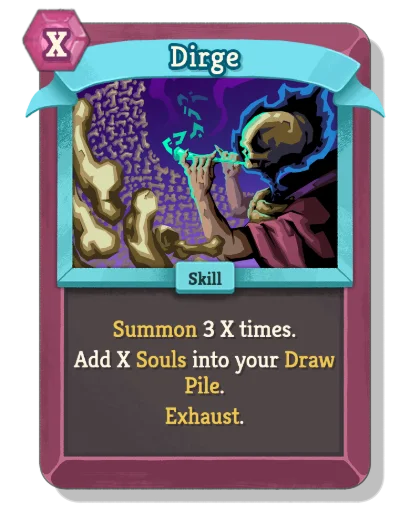 X
Dirge
Skill
Summon 3 X times.
Add X Souls into your Draw
Pile.
Exhaust.